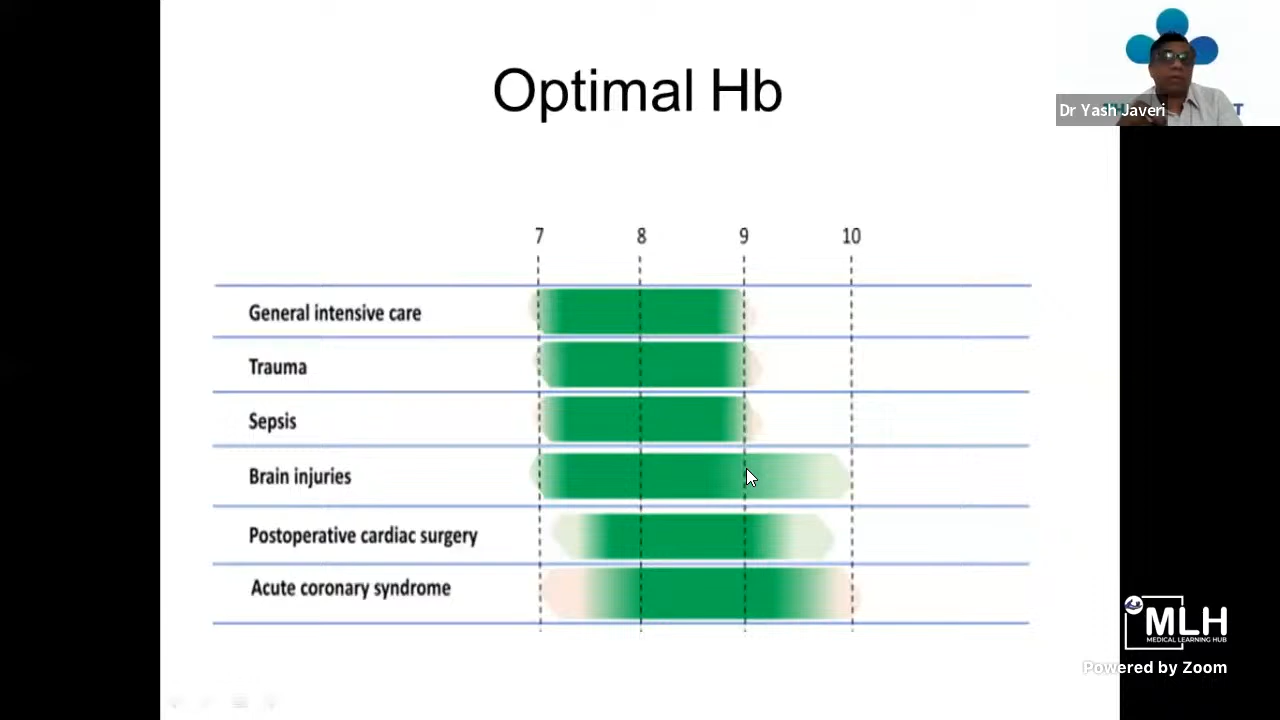 Optimal Hb
Dr Yash Javeri
T
7 8 9 10
General intensive care
Trauma
Sepsis
Brain injuries
Postoperative cardiac surgery
Acute coronary syndrome
MLH
MEDICAL LEARNING HUB
Powered by Zoom